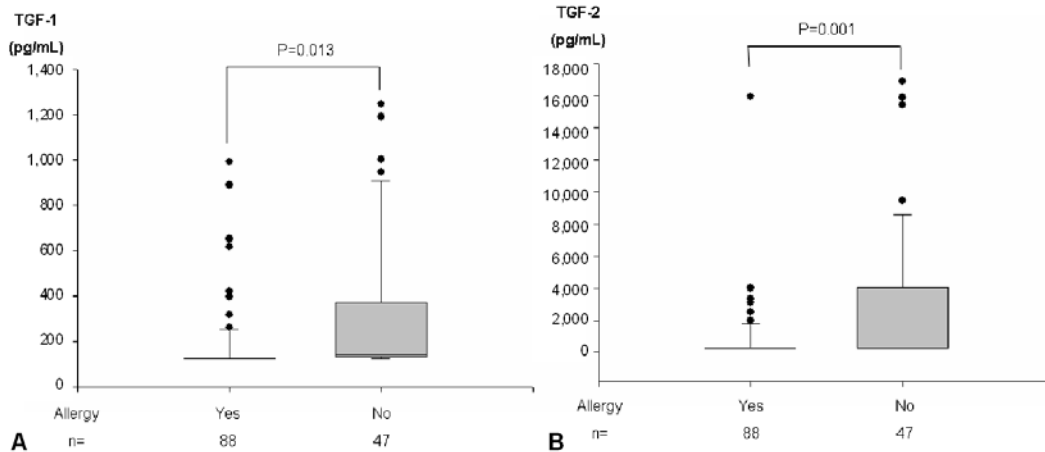 TGF-1
(pg/mL)
P=0.013
1,400
1,200
1,000
800
600
400
200
0
Allergy Yes No
A n= 88 47
TGF-2
(pg/mL)
P=0.001
18,000
16,000
14,000
12,000
10,000
8,000
6,000
4,000
2,000
0
Allergy Yes No
B n= 88 47